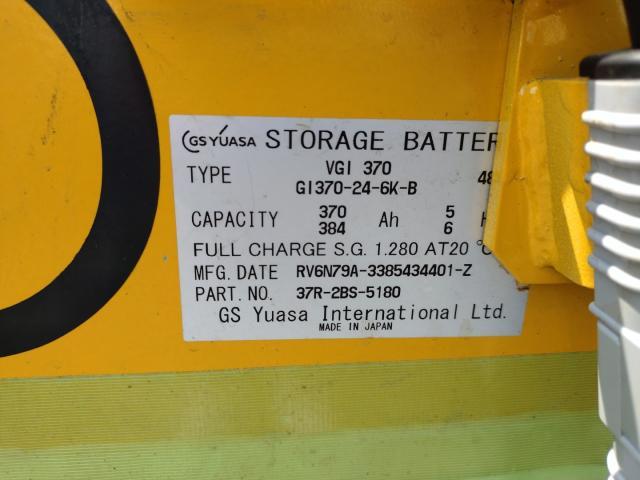 GS YUASA STORAGE BATTER
TYPE VGI 370 48
GI370-24-6K-B
CAPACITY 370 Ah 5 H
384 6
FULL CHARGE S.G. 1.280 AT20 ℃
MFG. DATE RV6N79A-3385434401-Z
PART. NO. 37R-2BS-5180
GS Yuasa International Ltd.
MADE IN JAPAN